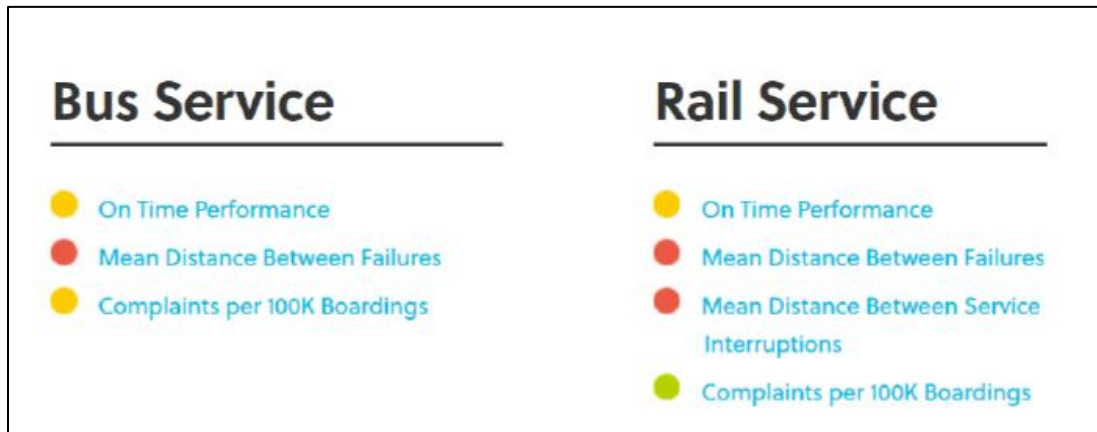 Bus Service
On Time Performance
Mean Distance Between Failures
Complaints per 100K Boardings
Rail Service
On Time Performance
Mean Distance Between Failures
Mean Distance Between Service
Interruptions
Complaints per 100K Boardings